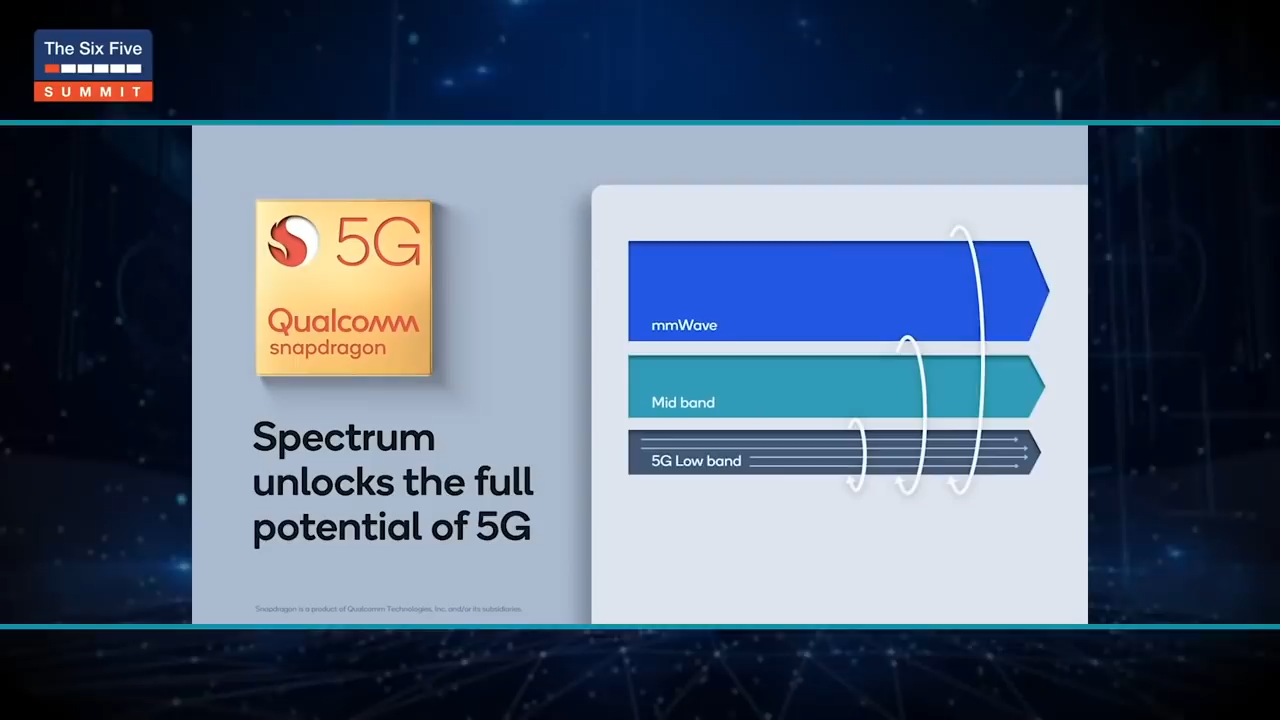 The Six Five
SUMMIT
5G
Qualcomm
snapdragon
Spectrum
unlocks the full
potential of 5G
Snapdragon is a product of Qualcomm Technologies, Inc. and/or its subsidiaries.
mmWave
Mid band
5G Low band